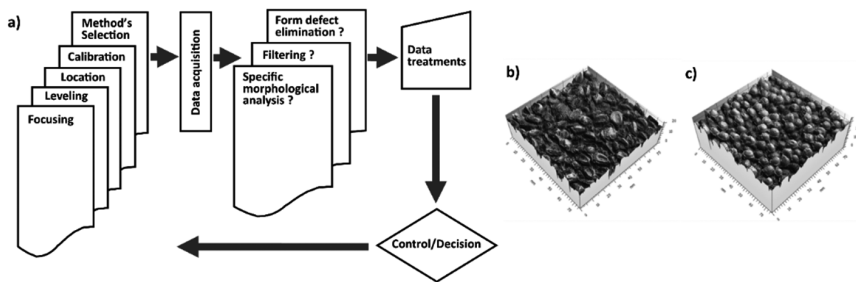 a)
Method's
Selection
Calibration
Location
Leveling
Focusing
Data acquisition
Form defect
elimination ?
Filtering ?
Specific
morphological
analysis ?
Data
treatments
Control/Decision
b)
c)